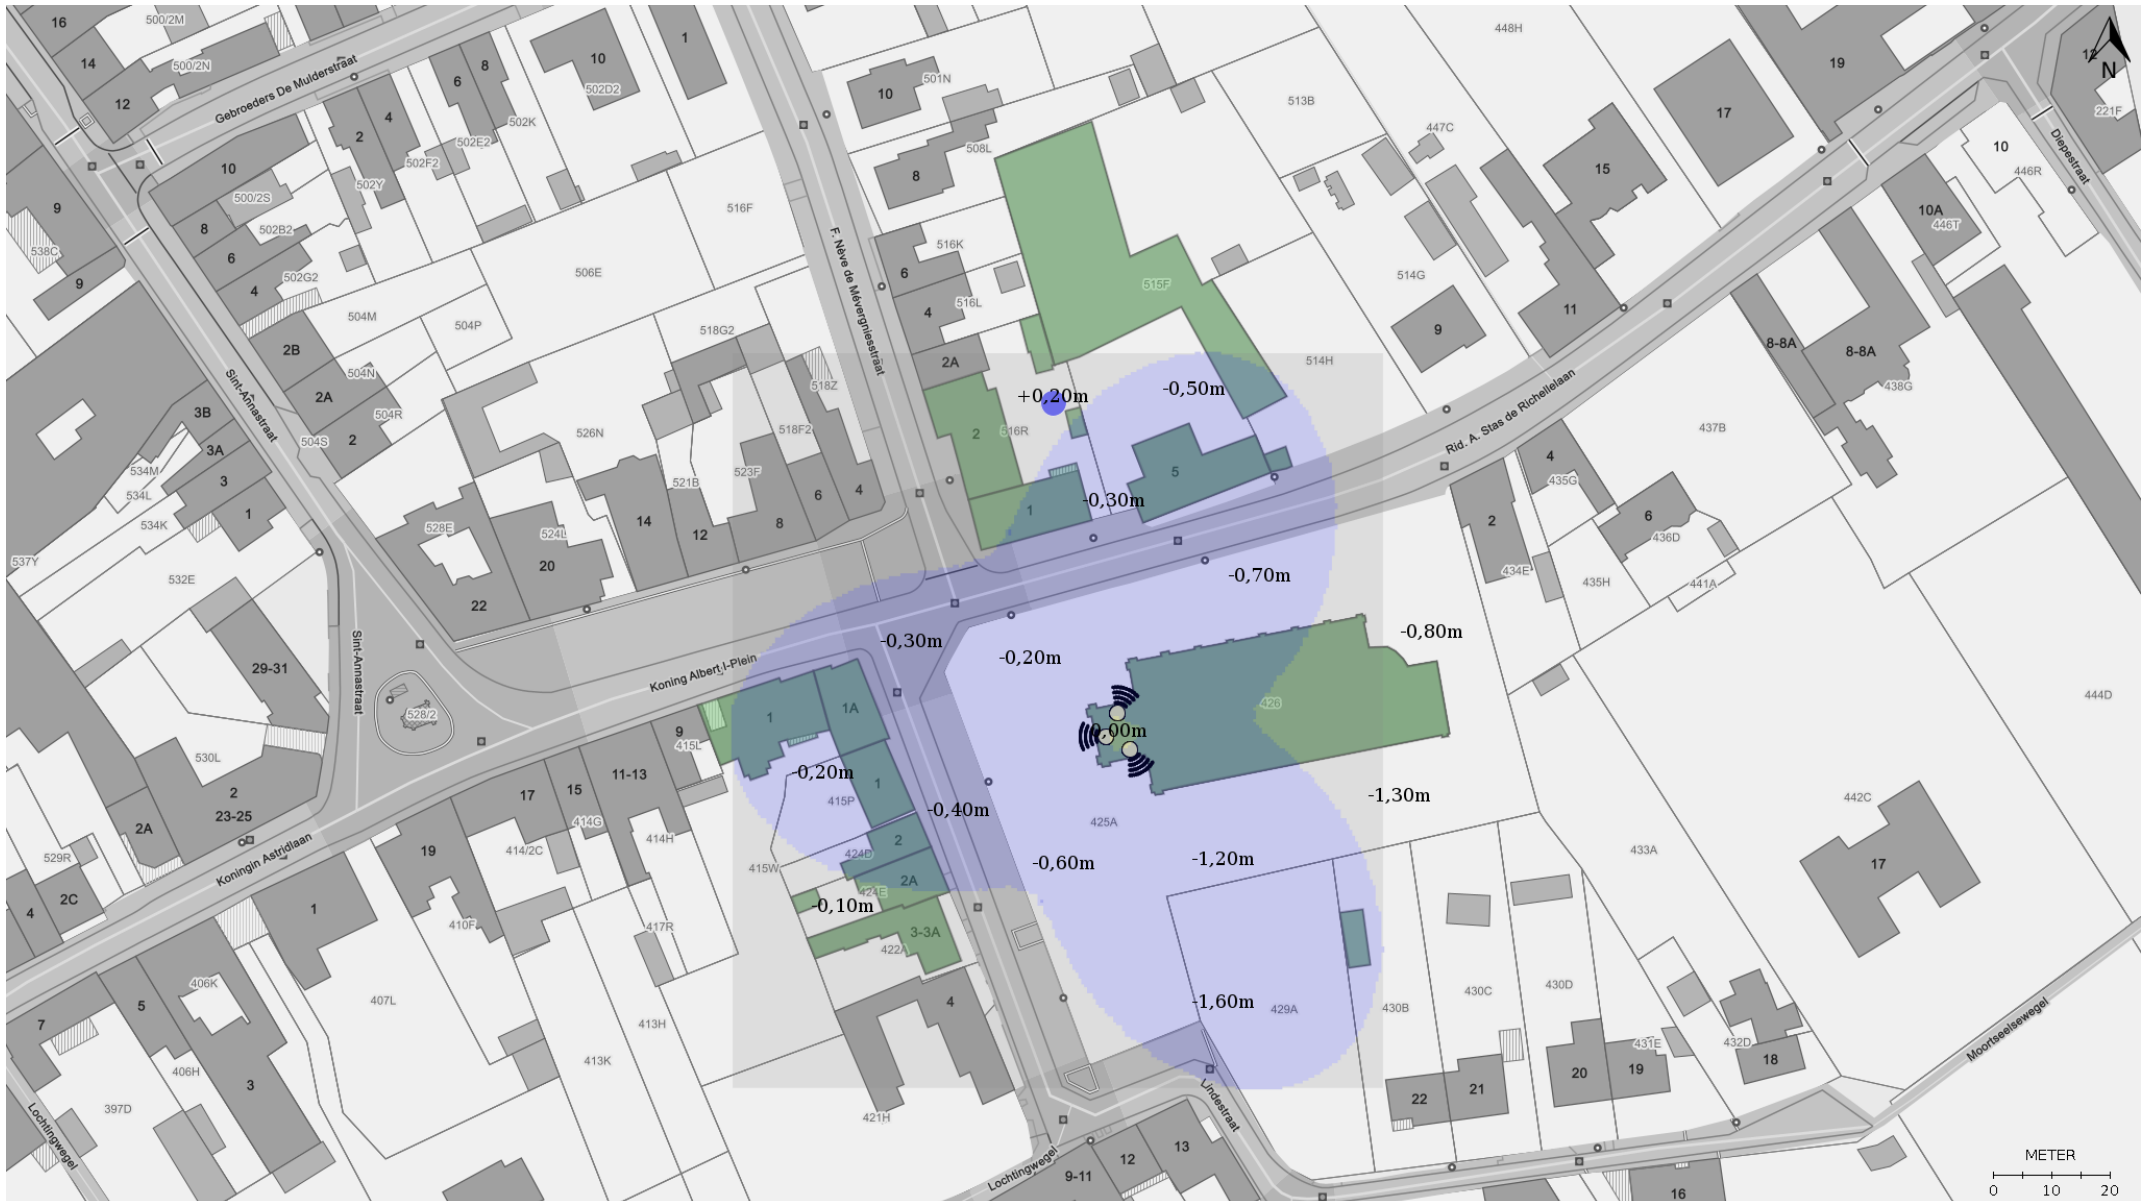 16
500/2M
14
500/2N
12
Gebroeders De Mulderstraat
6
8
10
502D2
1
2
4
502K
502E2
502F2
502Y
10
500/2S
8
502B2
6
502G2
4
9
538C
9
504M
504P
2B
504N
2A
504R
2
504S
Sint-Annastraat
3B
534M
3A
534L
3
534K
1
537Y
532E
516F
506E
F. Nève de Mévergniesstraat
518G2
518Z
518F2
526N
523F
521B
528E
524L
22
20
14
12
8
6
4
10
501N
508L
8
516K
6
516L
4
2A
2
516R
+0,20m
1
-0,30m
515F
-0,50m
5
513B
448H
447C
514G
514H
9
11
15
17
19
12
N
221F
Diepestraat
10
446R
10A
446T
Rid. A. Stas de Richellelaan
8-8A
8-8A
438G
437B
4
435G
2
434E
6
436D
435H
441A
-0,70m
-0,80m
-0,30m
-0,20m
426
0,00m
-1,30m
425A
-0,40m
-0,60m
-1,20m
-1,60m
429A
Koning Albert I-Plein
Sint-Annastraat
528/2
29-31
530L
2
23-25
2A
529R
2C
4
Koningin Astridlaan
9
415L
1
1A
-0,20m
415P
1
2
424D
2A
424E
-0,10m
3-3A
422A
415W
4
421H
11-13
15
17
414G
414H
414/2C
19
410F
417R
1
407L
413H
413K
406K
5
7
406H
3
397D
Lochtingwegel
Lochtingwegel
9-11
12
13
Lindestraat
430B
430C
430D
22
21
20
19
431E
432D
18
433A
442C
17
444D
Moortseelsewegel
16
METER
0 10 20